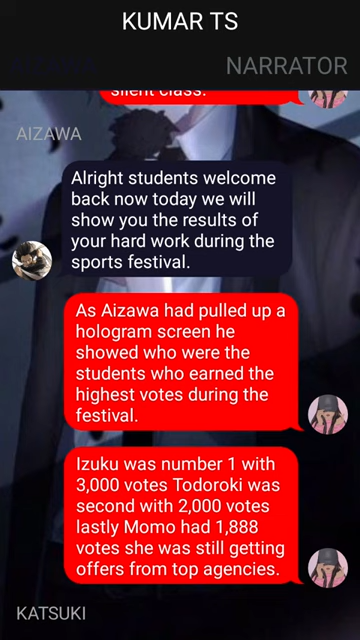 KUMAR TS
AIZAWA NARRATOR
silent class.
AIZAWA
Alright students welcome
back now today we will
show you the results of
your hard work during the
sports festival.
As Aizawa had pulled up a
hologram screen he
showed who were the
students who earned the
highest votes during the
festival.
Izuku was number 1 with
3,000 votes Todoroki was
second with 2,000 votes
lastly Momo had 1,888
votes she was still getting
offers from top agencies.
KATSUKI